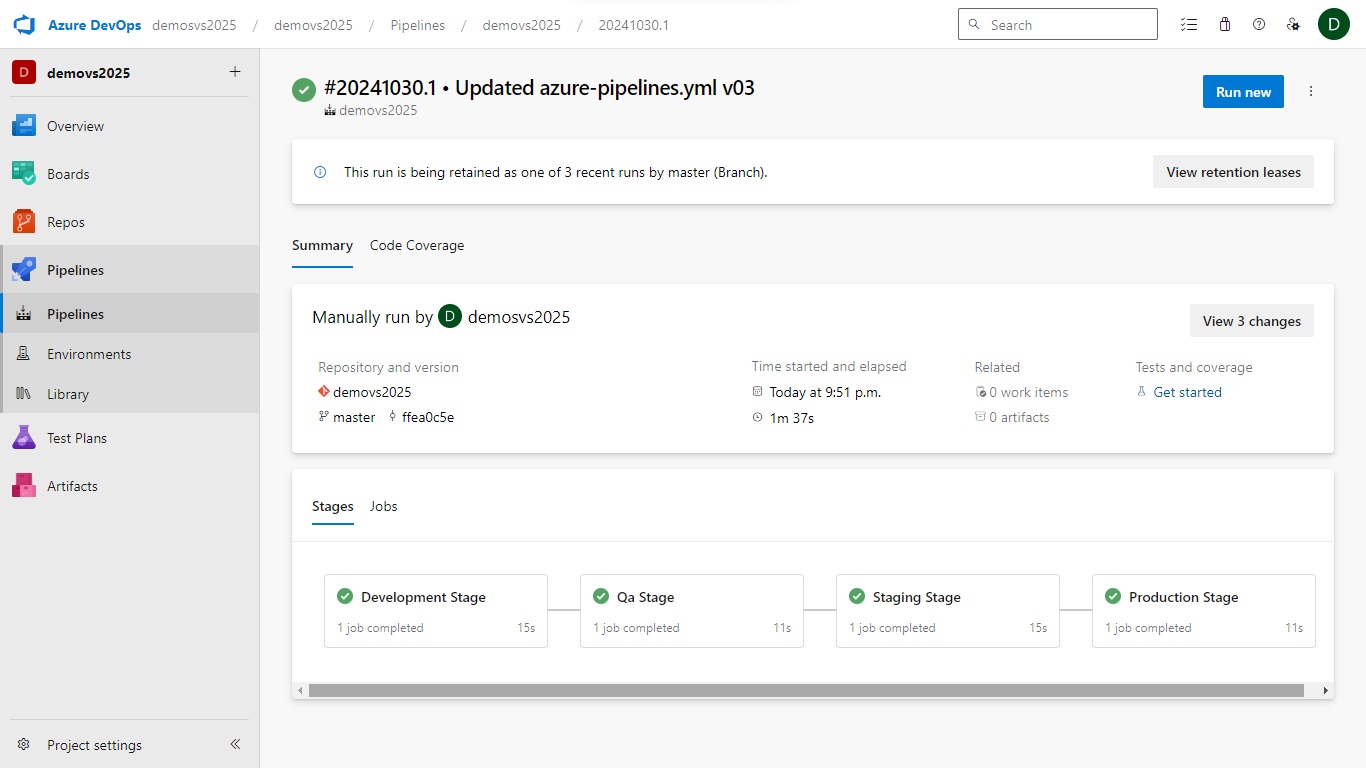 Azure DevOps demosvs2025 / demovs2025 / Pipelines / demovs2025 / 20241030.1
Search
D
D demovs2025 +
Overview
Boards
Repos
Pipelines
Pipelines
Environments
Library
Test Plans
Artifacts
Project settings
#20241030.1 • Updated azure-pipelines.yml v03
demovs2025
Run new
This run is being retained as one of 3 recent runs by master (Branch).
View retention leases
Summary Code Coverage
Manually run by D demosvs2025
View 3 changes
Repository and version
demovs2025
master ffea0c5e
Time started and elapsed
Today at 9:51 p.m.
1m 37s
Related
0 work items
0 artifacts
Tests and coverage
Get started
Stages Jobs
Development Stage
1 job completed 15s
Qa Stage
1 job completed 11s
Staging Stage
1 job completed 15s
Production Stage
1 job completed 11s